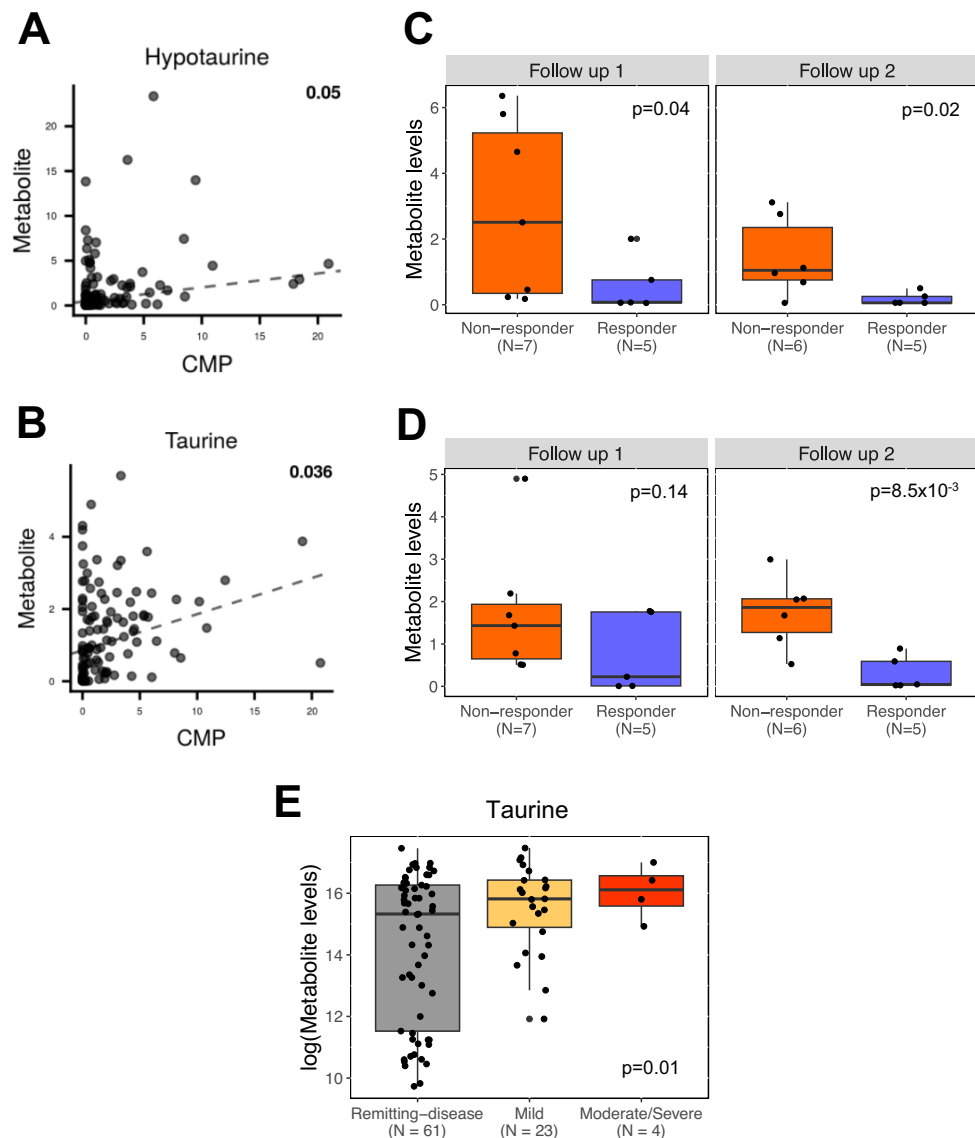 A
Hypotaurine
0.05
Metabolite
20
15
10
5
0
0 5 10 15 20
CMP
B
Taurine
0.036
Metabolite
4
2
0
0 5 10 15 20
CMP
C
Follow up 1
Follow up 2
Metabolite levels
6
4
2
0
p=0.04
p=0.02
Non−responder
(N=7)
Responder
(N=5)
Non−responder
(N=6)
Responder
(N=5)
D
Follow up 1
Follow up 2
Metabolite levels
5
4
3
2
1
0
p=0.14
p=8.5x10⁻³
Non−responder
(N=7)
Responder
(N=5)
Non−responder
(N=6)
Responder
(N=5)
E
Taurine
log(Metabolite levels)
16
14
12
10
p=0.01
Remitting−disease
(N = 61)
Mild
(N = 23)
Moderate/Severe
(N = 4)